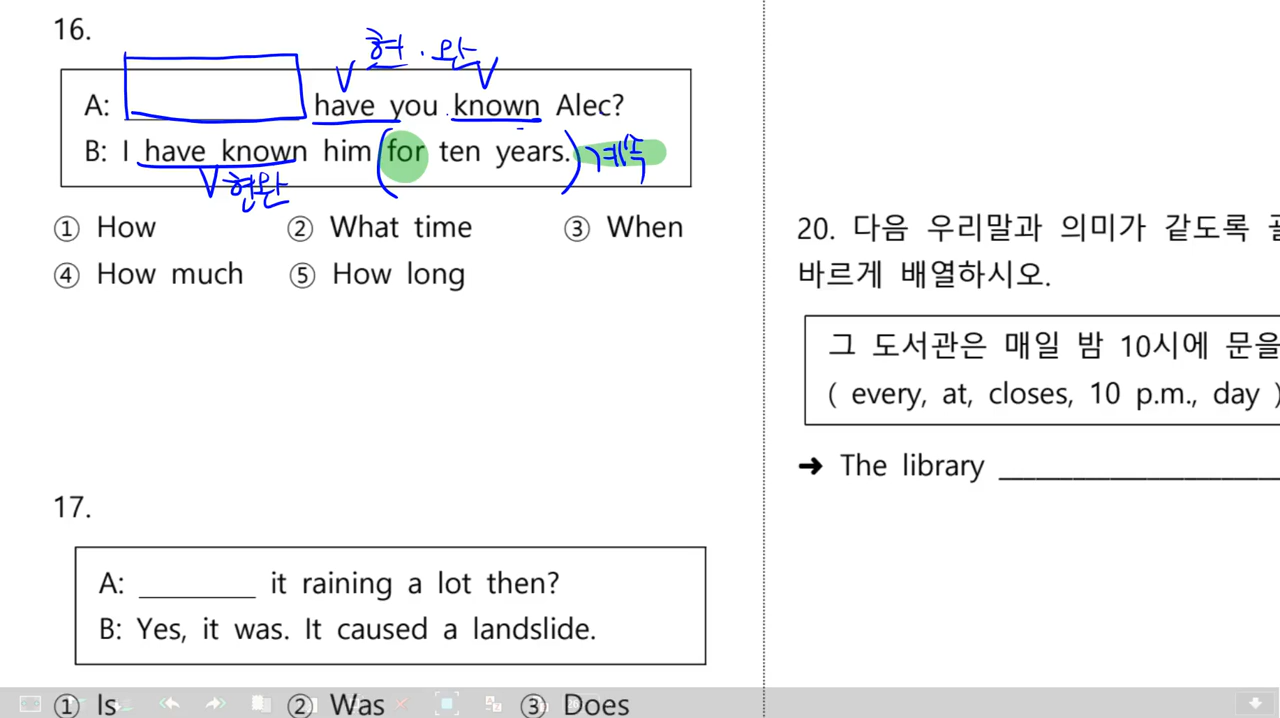 16.
현·완
A: ________ have you known Alec?
B: I have known him for ten years. 계속
현완
① How ② What time ③ When
④ How much ⑤ How long
17.
A: ________ it raining a lot then?
B: Yes, it was. It caused a landslide.
① Is ② Was ③ Does
20. 다음 우리말과 의미가 같도록
바르게 배열하시오.
그 도서관은 매일 밤 10시에 문을
( every, at, closes, 10 p.m., day )
➜ The library ________